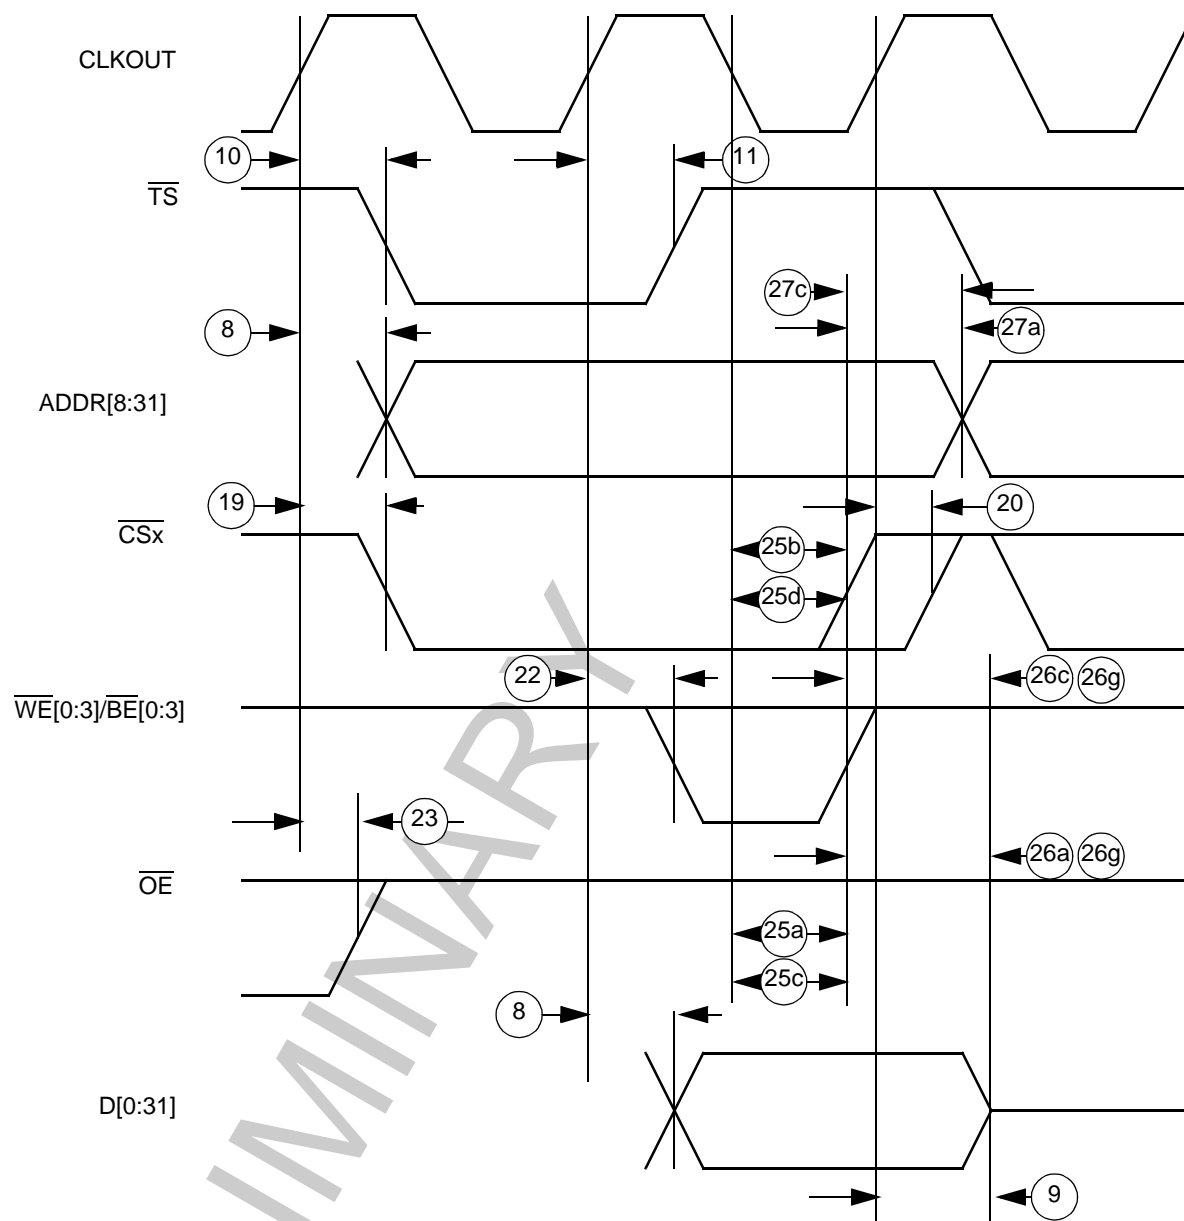 CLKOUT
10 11
TS
27c
8 27a
ADDR[8:31]
19 20
CSx
25b
25d
22 26c 26g
WE[0:3]/BE[0:3]
23
26a 26g
OE
25a
25c
8
D[0:31]
9
IMINARY